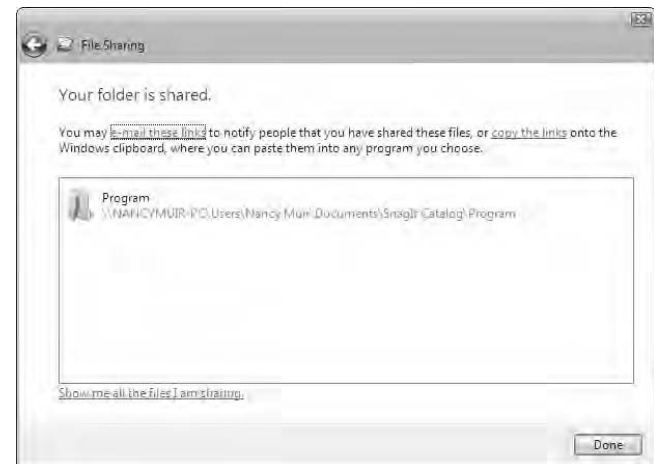 File Sharing
Your folder is shared.
You may e-mail these links to notify people that you have shared these files, or copy the links onto the
Windows clipboard, where you can paste them into any program you choose.
Program
\\NANCYMUIR-PC\Users\Nancy Muir\Documents\SnagIt Catalog\Program
Show me all the files I am sharing.
Done